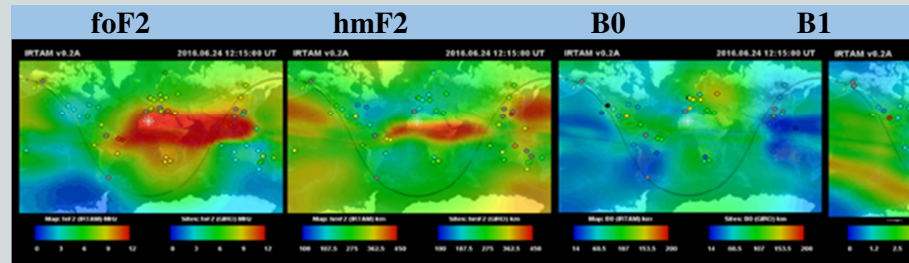 foF2 hmF2 B0 B1
IRTAM v0.2A 2016.06.24 12:15:00 UT IRTAM v0.2A 2016.06.24 12:15:00 UT IRTAM v0.2A 2016.06.24 12:15:00 UT IRTAM v0.2A
Map: foF2 (IRTAM) MHz Sites: foF2 (GIRO) MHz Map: hmF2 (IRTAM) km Sites: hmF2 (GIRO) km Map: B0 (IRTAM) km Sites: B0 (GIRO) km
0 3 6 9 12 0 3 6 9 12 100 187.5 275 362.5 450 100 187.5 275 362.5 450 14 60.5 107 153.5 200 14 60.5 107 153.5 200 0 1.2 2.5